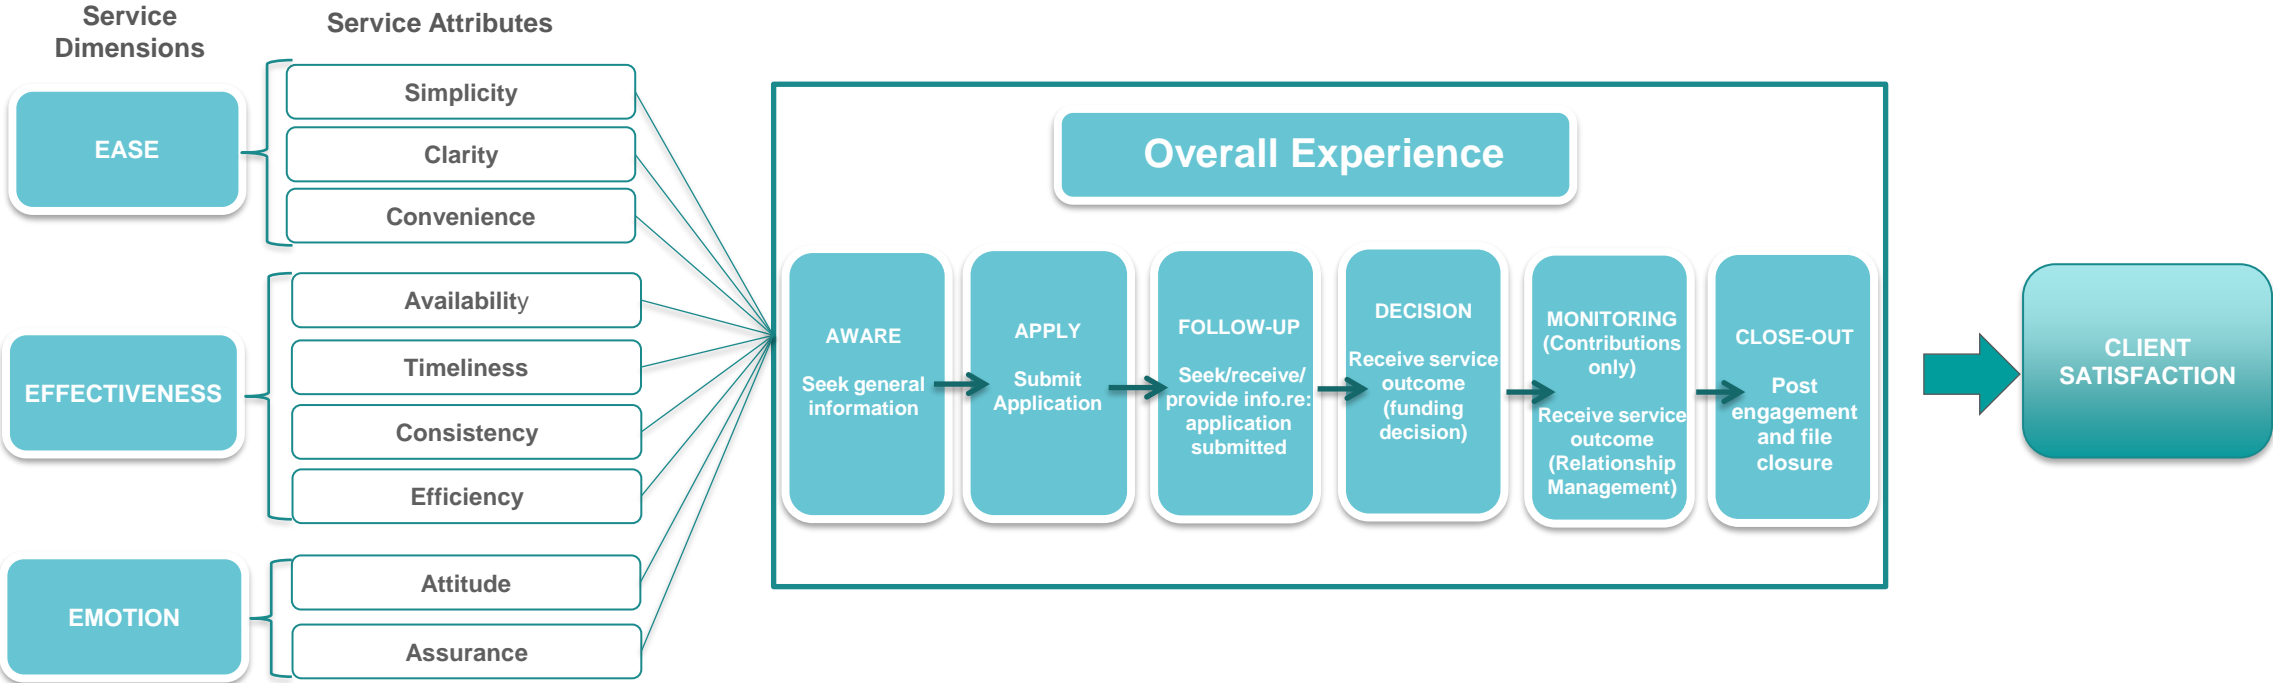 Service
Dimensions
Service Attributes
EASE
Simplicity
Clarity
Convenience
EFFECTIVENESS
Availability
Timeliness
Consistency
Efficiency
EMOTION
Attitude
Assurance
Overall Experience
AWARE
Seek general
information
APPLY
Submit
Application
FOLLOW-UP
Seek/receive/
provide info.re:
application
submitted
DECISION
Receive service
outcome
(funding
decision)
MONITORING
(Contributions
only)
Receive service
outcome
(Relationship
Management)
CLOSE-OUT
Post
engagement
and file
closure
CLIENT
SATISFACTION